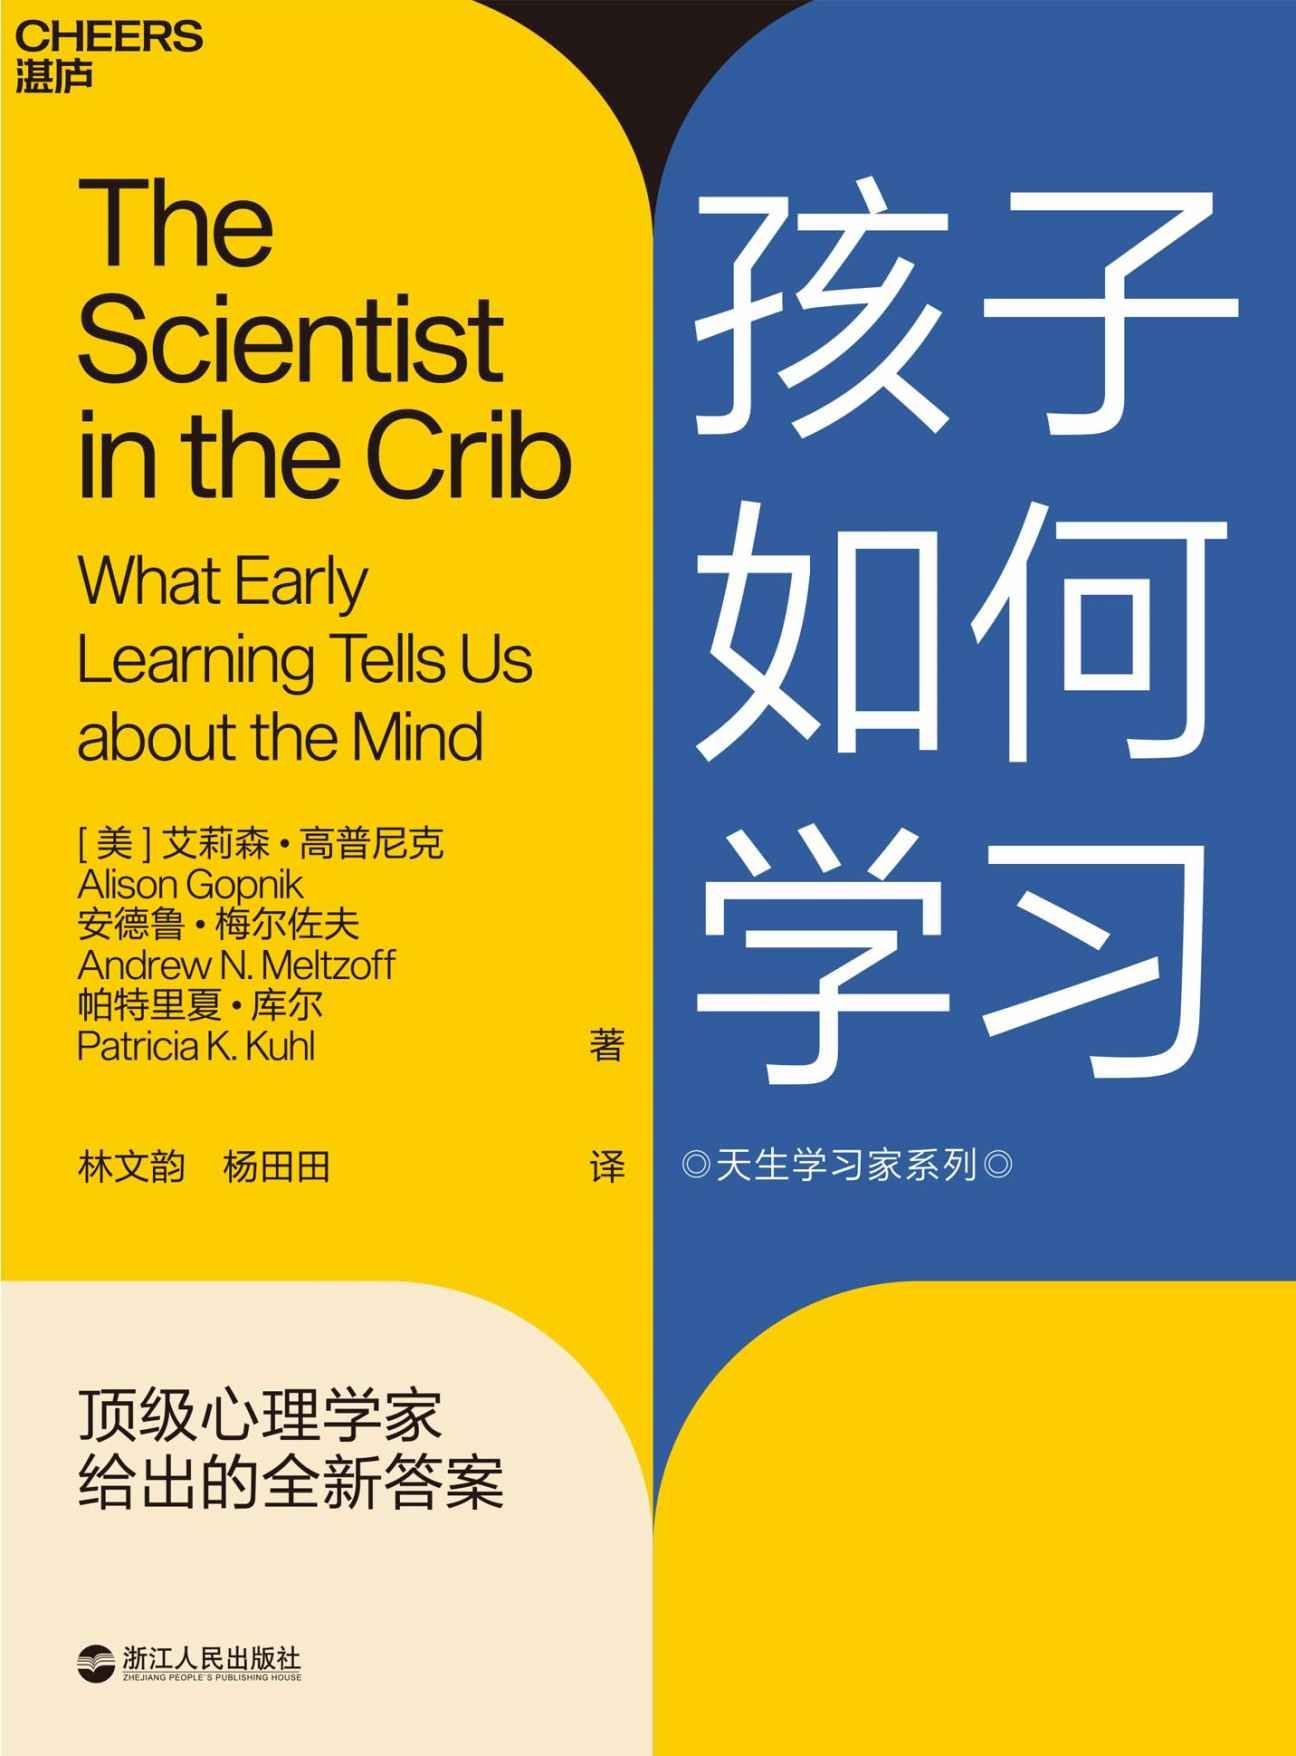 CHEERS
湛庐
The
Scientist
in the Crib
What Early
Learning Tells Us
about the Mind
[ 美 ] 艾莉森·高普尼克
Alison Gopnik
安德鲁·梅尔佐夫
Andrew N. Meltzoff
帕特里夏·库尔
Patricia K. Kuhl 著
林文韵 杨田田 译
孩子
如何
学习
◎天生学习家系列◎
顶级心理学家
给出的全新答案
浙江人民出版社
ZHEJIANG PEOPLE'S PUBLISHING HOUSE